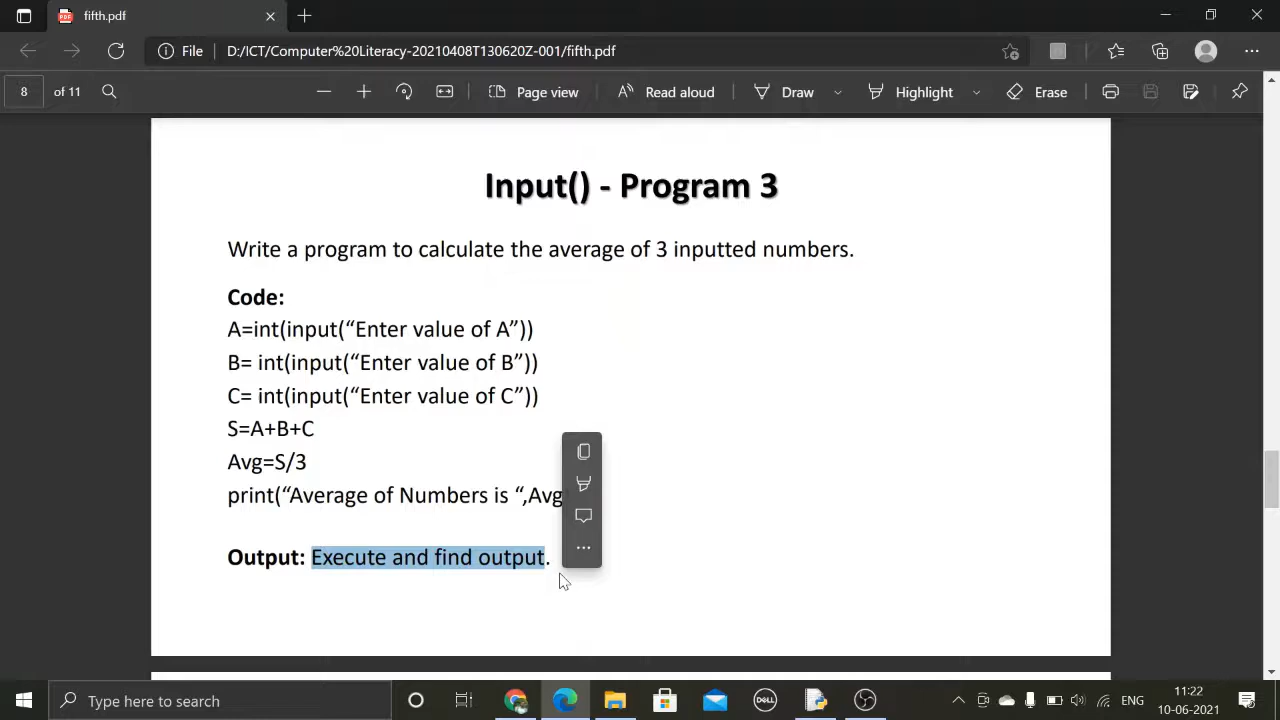 fifth.pdf
File
D:/ICT/Computer%20Literacy-20210408T130620Z-001/fifth.pdf
8 of 11
Page view
Read aloud
Draw
Highlight
Erase
Input() - Program 3
Write a program to calculate the average of 3 inputted numbers.
Code:
A=int(input(“Enter value of A”))
B= int(input(“Enter value of B”))
C= int(input(“Enter value of C”))
S=A+B+C
Avg=S/3
print(“Average of Numbers is “,Avg
Output: Execute and find output.
Type here to search
DELL
ENG
11:22
10-06-2021